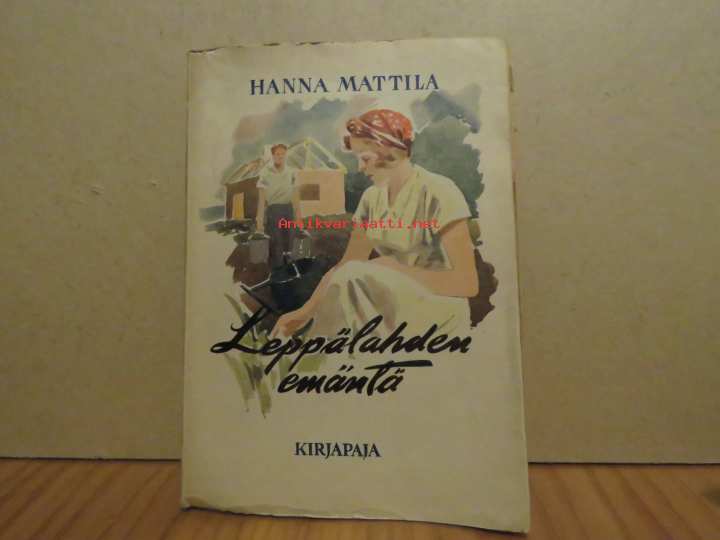 HANNA MATTILA
Antikvariaatti.net
Leppälahden
emäntä
KIRJAPAJA